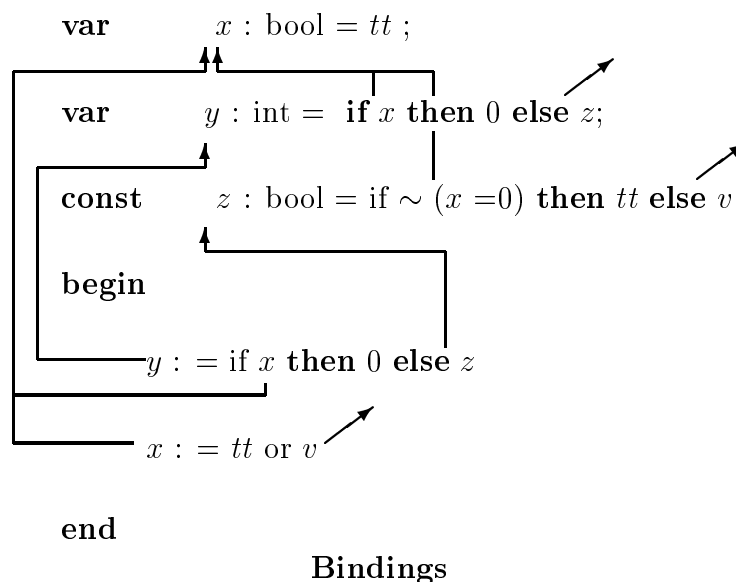 var x : bool = tt ;
var y : int = if x then 0 else z;
const z : bool = if ∼ (x =0) then tt else v
begin
y : = if x then 0 else z
x : = tt or v
end
Bindings